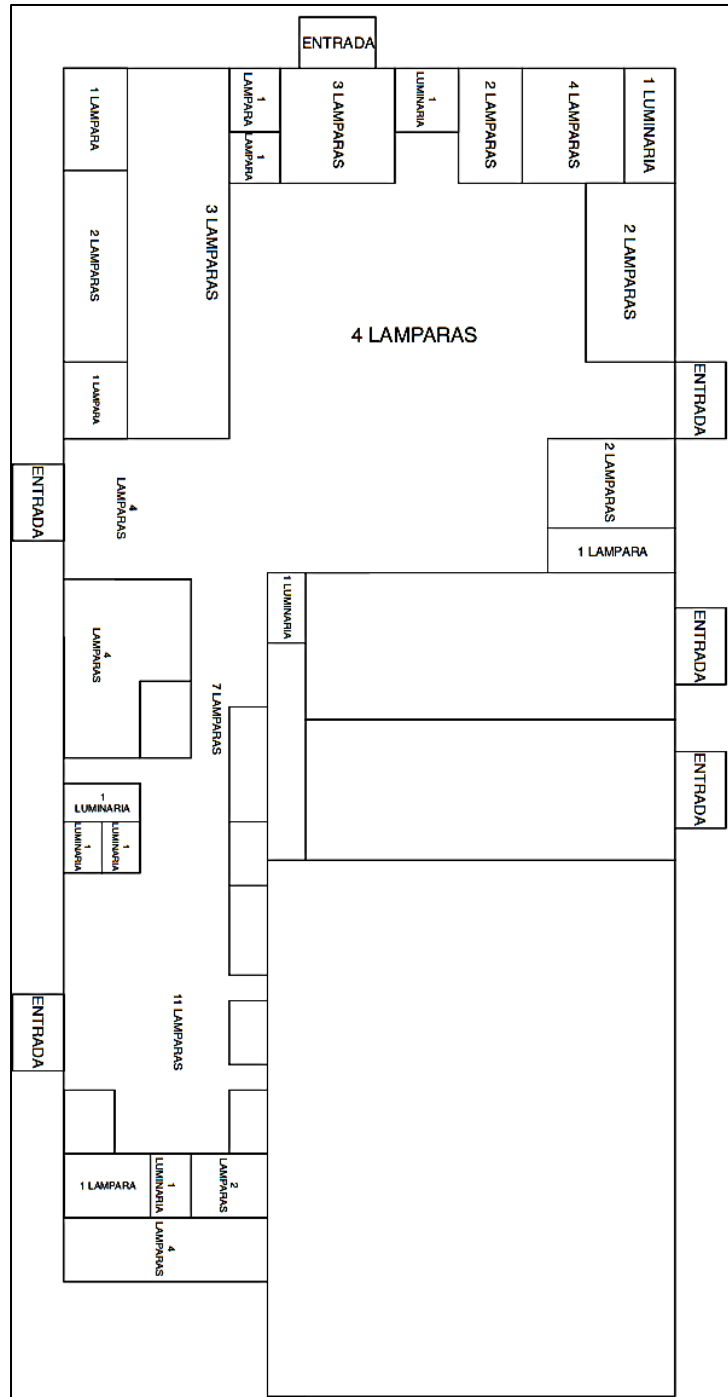 ENTRADA
1 LAMPARA
1
LAMPARA
3 LAMPARAS
1
LUMINARIA
2 LAMPARAS
4 LAMPARAS
1 LUMINARIA
1
LAMPARA
2 LAMPARAS
3 LAMPARAS
2 LAMPARAS
4 LAMPARAS
1 LAMPARA
ENTRADA
ENTRADA
4
LAMPARAS
2 LAMPARAS
1 LAMPARA
1 LUMINARIA
4
LAMPARAS
ENTRADA
7 LAMPARAS
ENTRADA
1
LUMINARIA
1
LUMINARIA
1
LUMINARIA
ENTRADA
11 LAMPARAS
1 LAMPARA
1
LUMINARIA
2
LAMPARAS
4
LAMPARAS